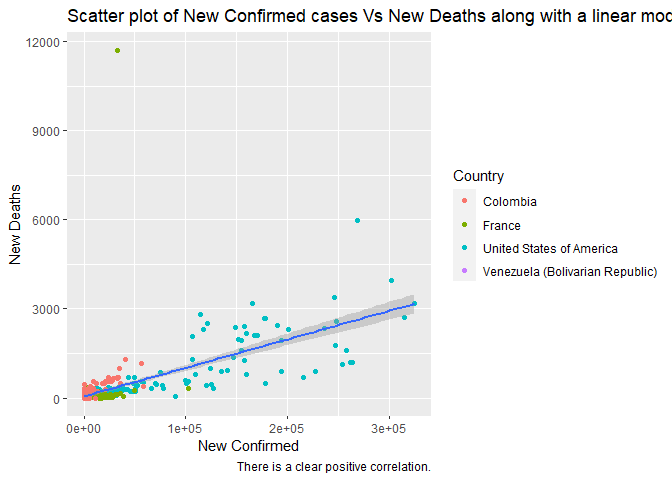 Scatter plot of New Confirmed cases Vs New Deaths along with a linear mod
12000
9000
6000
3000
0
New Deaths
0e+00
1e+05
2e+05
3e+05
New Confirmed
There is a clear positive correlation.
Country
Colombia
France
United States of America
Venezuela (Bolivarian Republic)